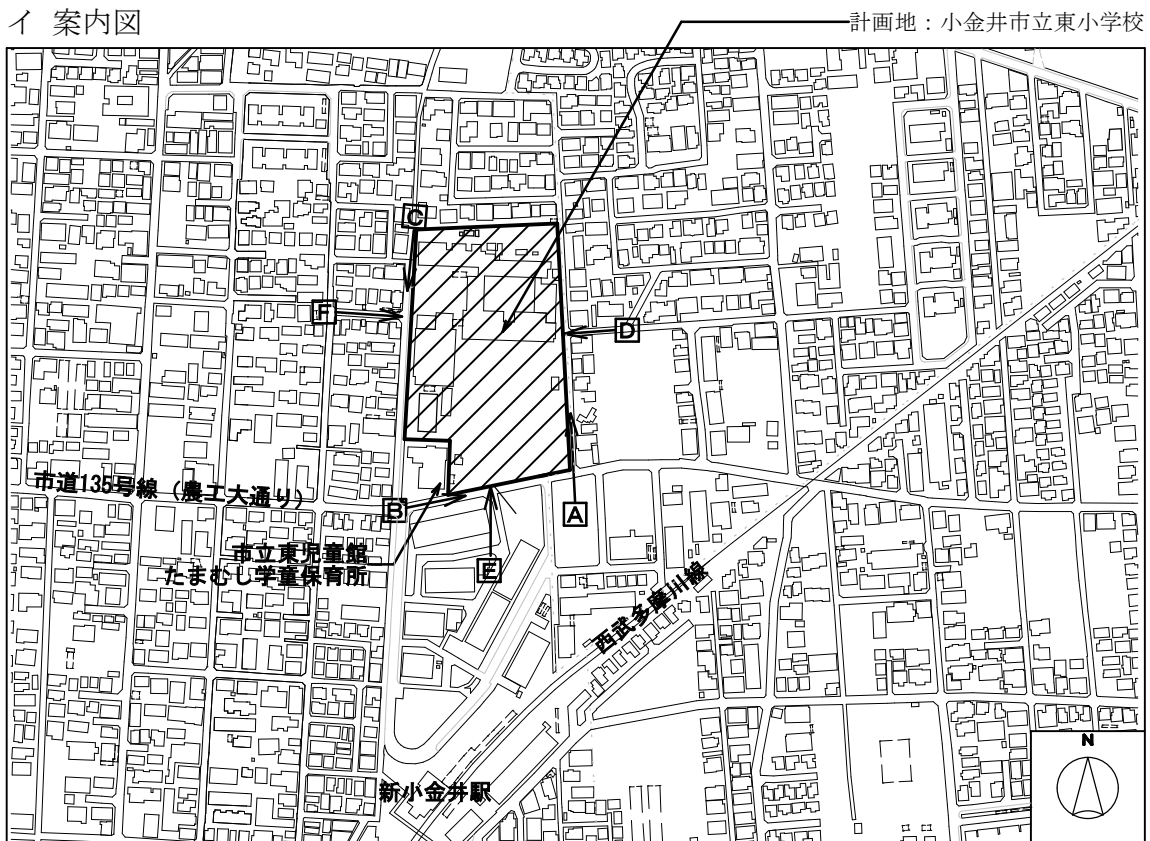 イ 案内図
計画地：小金井市立東小学校
C
F
D
市道135号線（農工大通り）
B
A
市立東児童館
たまむし学童保育所
E
西武多摩川線
新小金井駅
N